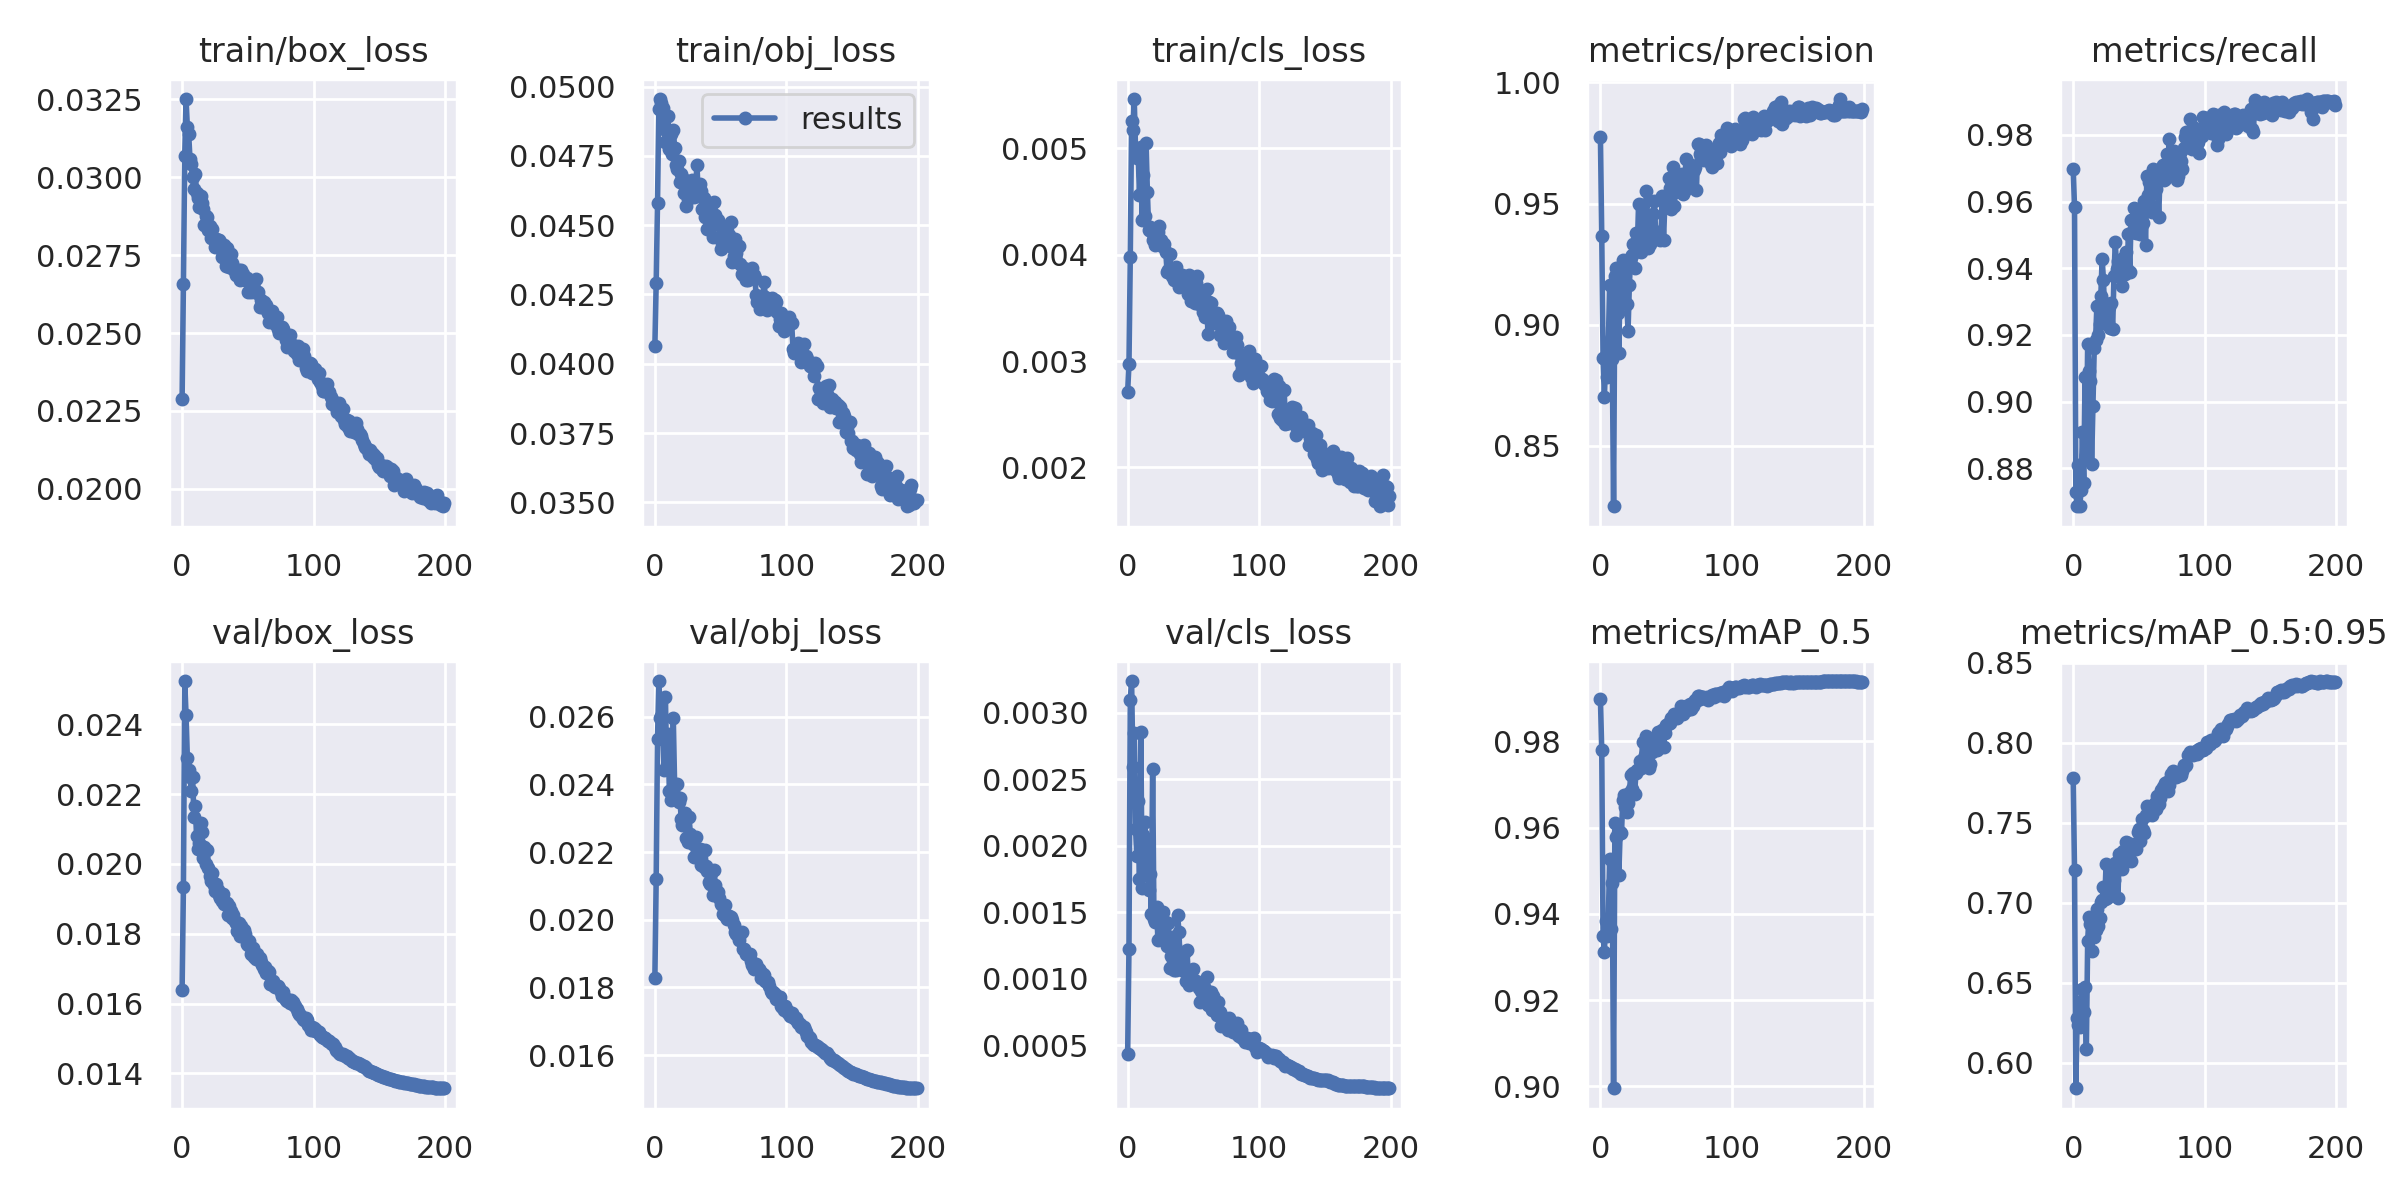 train/box_loss
0.0325
0.0300
0.0275
0.0250
0.0225
0.0200
0 100 200
train/obj_loss
results
0.0500
0.0475
0.0450
0.0425
0.0400
0.0375
0.0350
0 100 200
train/cls_loss
0.005
0.004
0.003
0.002
0 100 200
metrics/precision
1.00
0.95
0.90
0.85
0 100 200
metrics/recall
0.98
0.96
0.94
0.92
0.90
0.88
0 100 200
val/box_loss
0.024
0.022
0.020
0.018
0.016
0.014
0 100 200
val/obj_loss
0.026
0.024
0.022
0.020
0.018
0.016
0 100 200
val/cls_loss
0.0030
0.0025
0.0020
0.0015
0.0010
0.0005
0 100 200
metrics/mAP_0.5
0.98
0.96
0.94
0.92
0.90
0 100 200
metrics/mAP_0.5:0.95
0.85
0.80
0.75
0.70
0.65
0.60
0 100 200